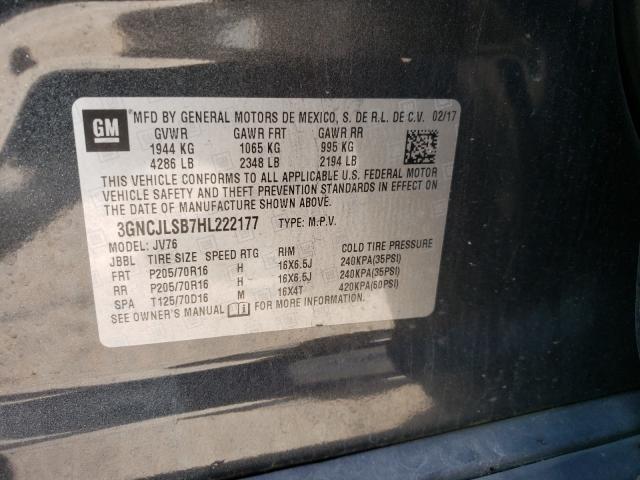 GM
MFD BY GENERAL MOTORS DE MEXICO, S. DE R.L. DE C.V. 02/17
GVWR GAWR FRT GAWR RR
1944 KG 1065 KG 995 KG
4286 LB 2348 LB 2194 LB
THIS VEHICLE CONFORMS TO ALL APPLICABLE U.S. FEDERAL MOTOR
VEHICLE SAFETY AND THEFT PREVENTION STANDARDS IN EFFECT ON
THE DATE OF MANUFACTURE SHOWN ABOVE.
3GNCJLSB7HL222177 TYPE: M.P.V.
MODEL: JV76
JBBL TIRE SIZE SPEED RTG RIM COLD TIRE PRESSURE
FRT P205/70R16 H 16X6.5J 240KPA(35PSI)
RR P205/70R16 H 16X6.5J 240KPA(35PSI)
SPA T125/70D16 M 16X4T 420KPA(60PSI)
SEE OWNER'S MANUAL FOR MORE INFORMATION.